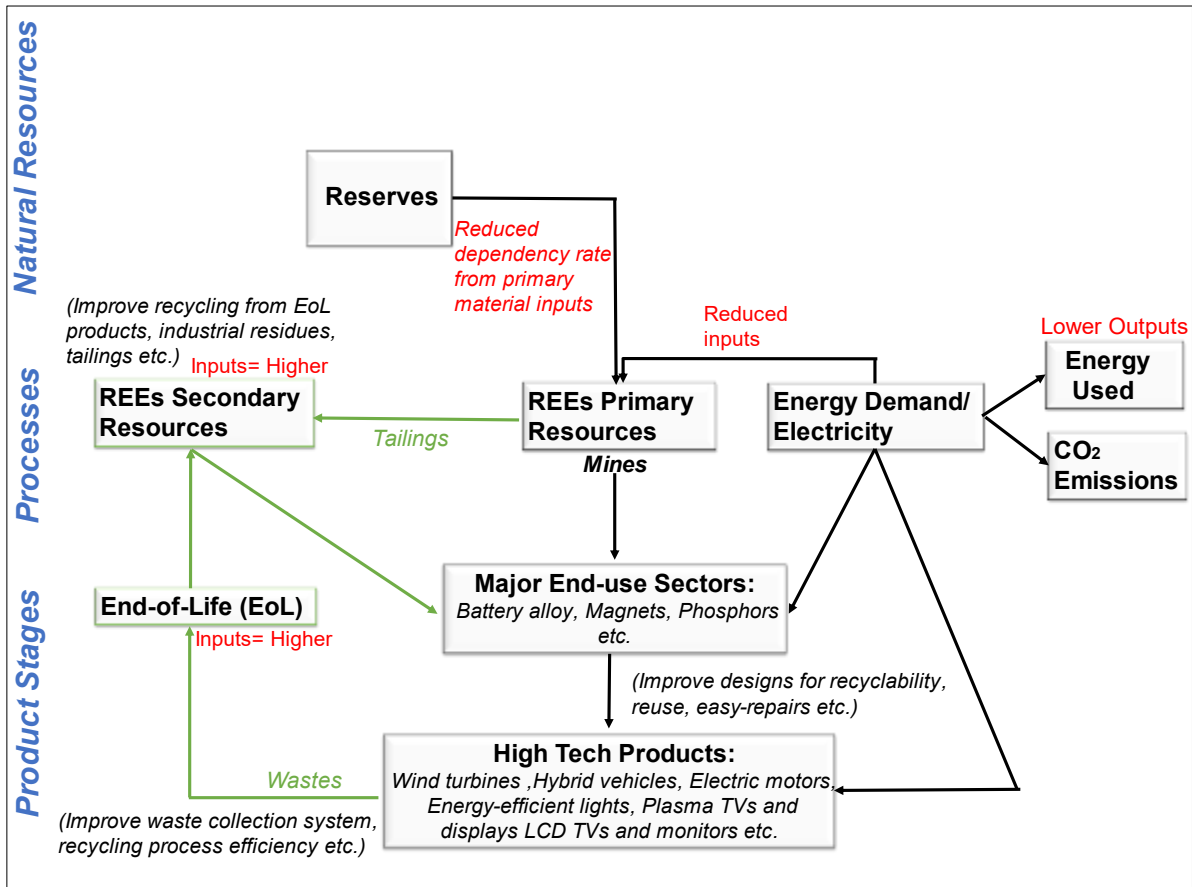 Natural Resources
Reserves
Reduced
dependency rate
from primary
material inputs
(Improve recycling from EoL
products, industrial residues,
tailings etc.)
Inputs= Higher
Reduced
inputs
Lower Outputs
Energy
Used
Processes
REEs Secondary
Resources
Tailings
REEs Primary
Resources
Mines
Energy Demand/
Electricity
CO₂
Emissions
Product Stages
End-of-Life (EoL)
Inputs= Higher
Major End-use Sectors:
Battery alloy, Magnets, Phosphors
etc.
(Improve designs for recyclability,
reuse, easy-repairs etc.)
High Tech Products:
Wind turbines ,Hybrid vehicles, Electric motors,
Energy-efficient lights, Plasma TVs and
displays LCD TVs and monitors etc.
Wastes
(Improve waste collection system,
recycling process efficiency etc.)